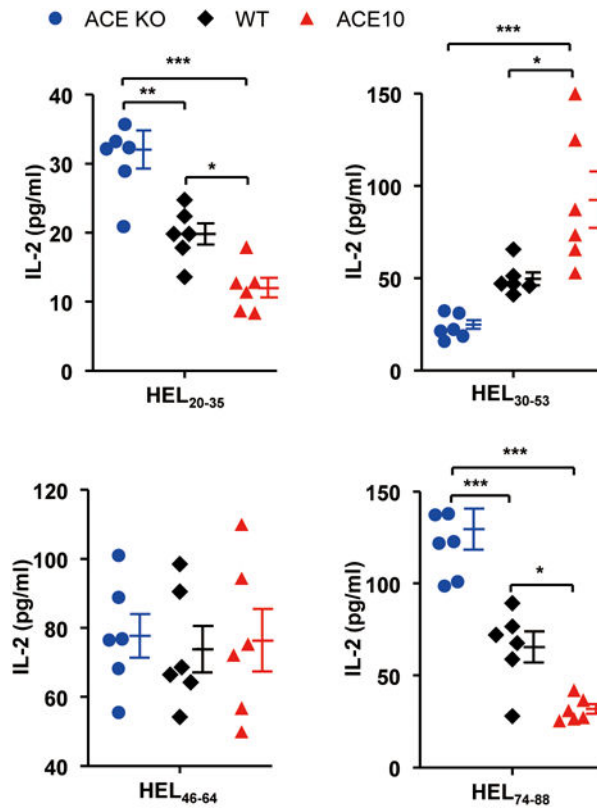 ACE KO WT ACE10
***
**
*
IL-2 (pg/ml)
40
30
20
10
0
HEL20-35
***
*
IL-2 (pg/ml)
150
100
50
0
HEL30-53
IL-2 (pg/ml)
120
100
80
60
40
HEL46-64
***
***
*
IL-2 (pg/ml)
150
100
50
0
HEL74-88